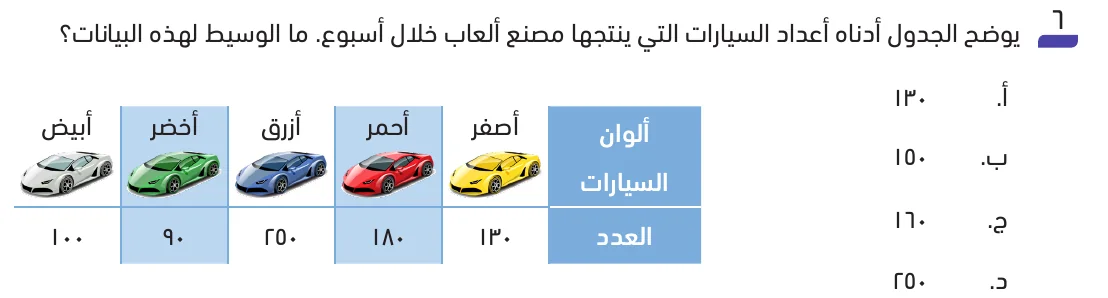 ٦
يوضح الجدول أدناه أعداد السيارات التي ينتجها مصنع ألعاب خلال أسبوع. ما الوسيط لهذه البيانات؟
أ. ١٣٠
ب. ١٥٠
ج. ١٦٠
د. ٢٥٠
ألوان السيارات أصفر أحمر أزرق أخضر أبيض
العدد ١٣٠ ١٨٠ ٢٥٠ ٩٠ ١٠٠